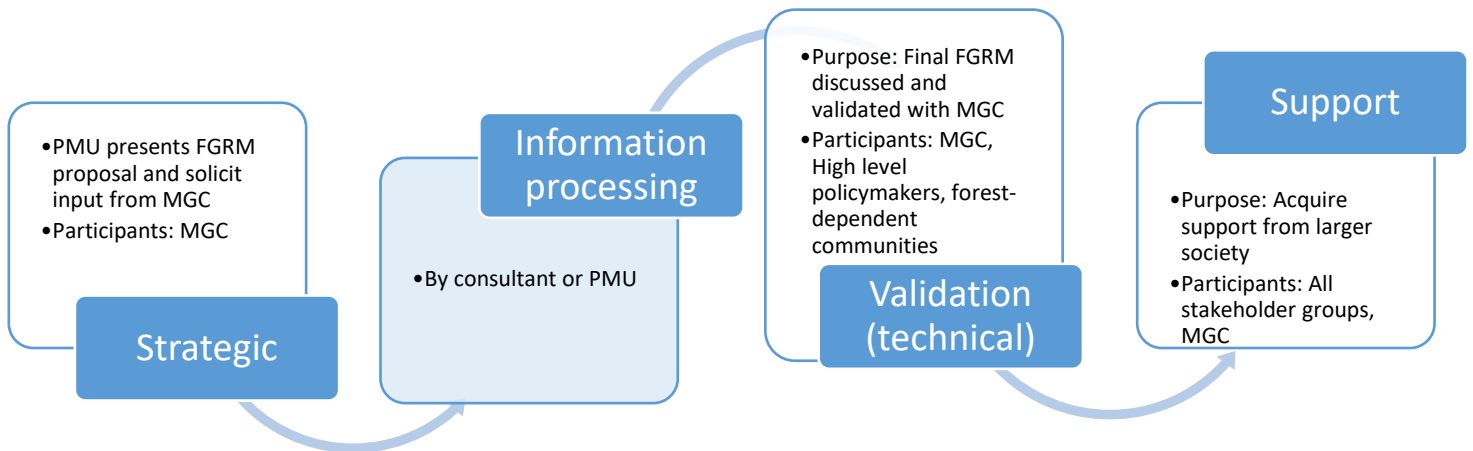 •PMU presents FGRM
proposal and solicit
input from MGC
•Participants: MGC
Strategic
Information
processing
•By consultant or PMU
•Purpose: Final FGRM
discussed and
validated with MGC
•Participants: MGC,
High level
policymakers, forest-
dependent
communities
Validation
(technical)
Support
•Purpose: Acquire
support from larger
society
•Participants: All
stakeholder groups,
MGC